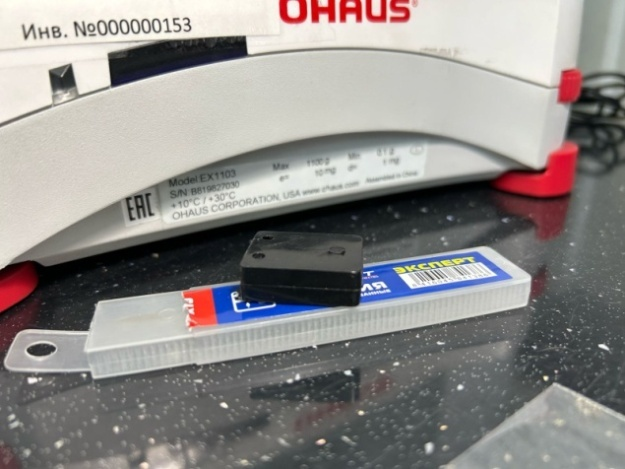 Инв. №000000153
OHAUS
Model EX1103
S/N B819827030
+10°C / +30°C
OHAUS CORPORATION, USA www.ohaus.com
Max 1100 g Min 0.1 g
e= 10 mg d= 1 mg
Assembled in China
EAC
ЭКСПЕРТ